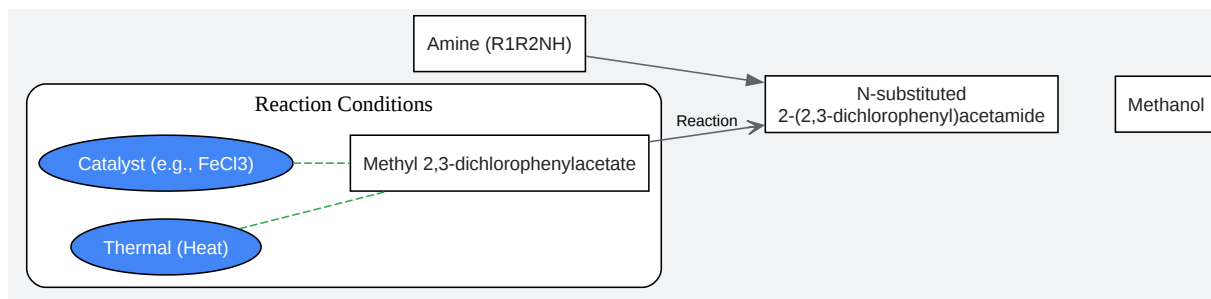 Amine (R1R2NH)
Reaction Conditions
Catalyst (e.g., FeCl3)
Methyl 2,3-dichlorophenylacetate
Thermal (Heat)
Reaction
N-substituted
2-(2,3-dichlorophenyl)acetamide
Methanol